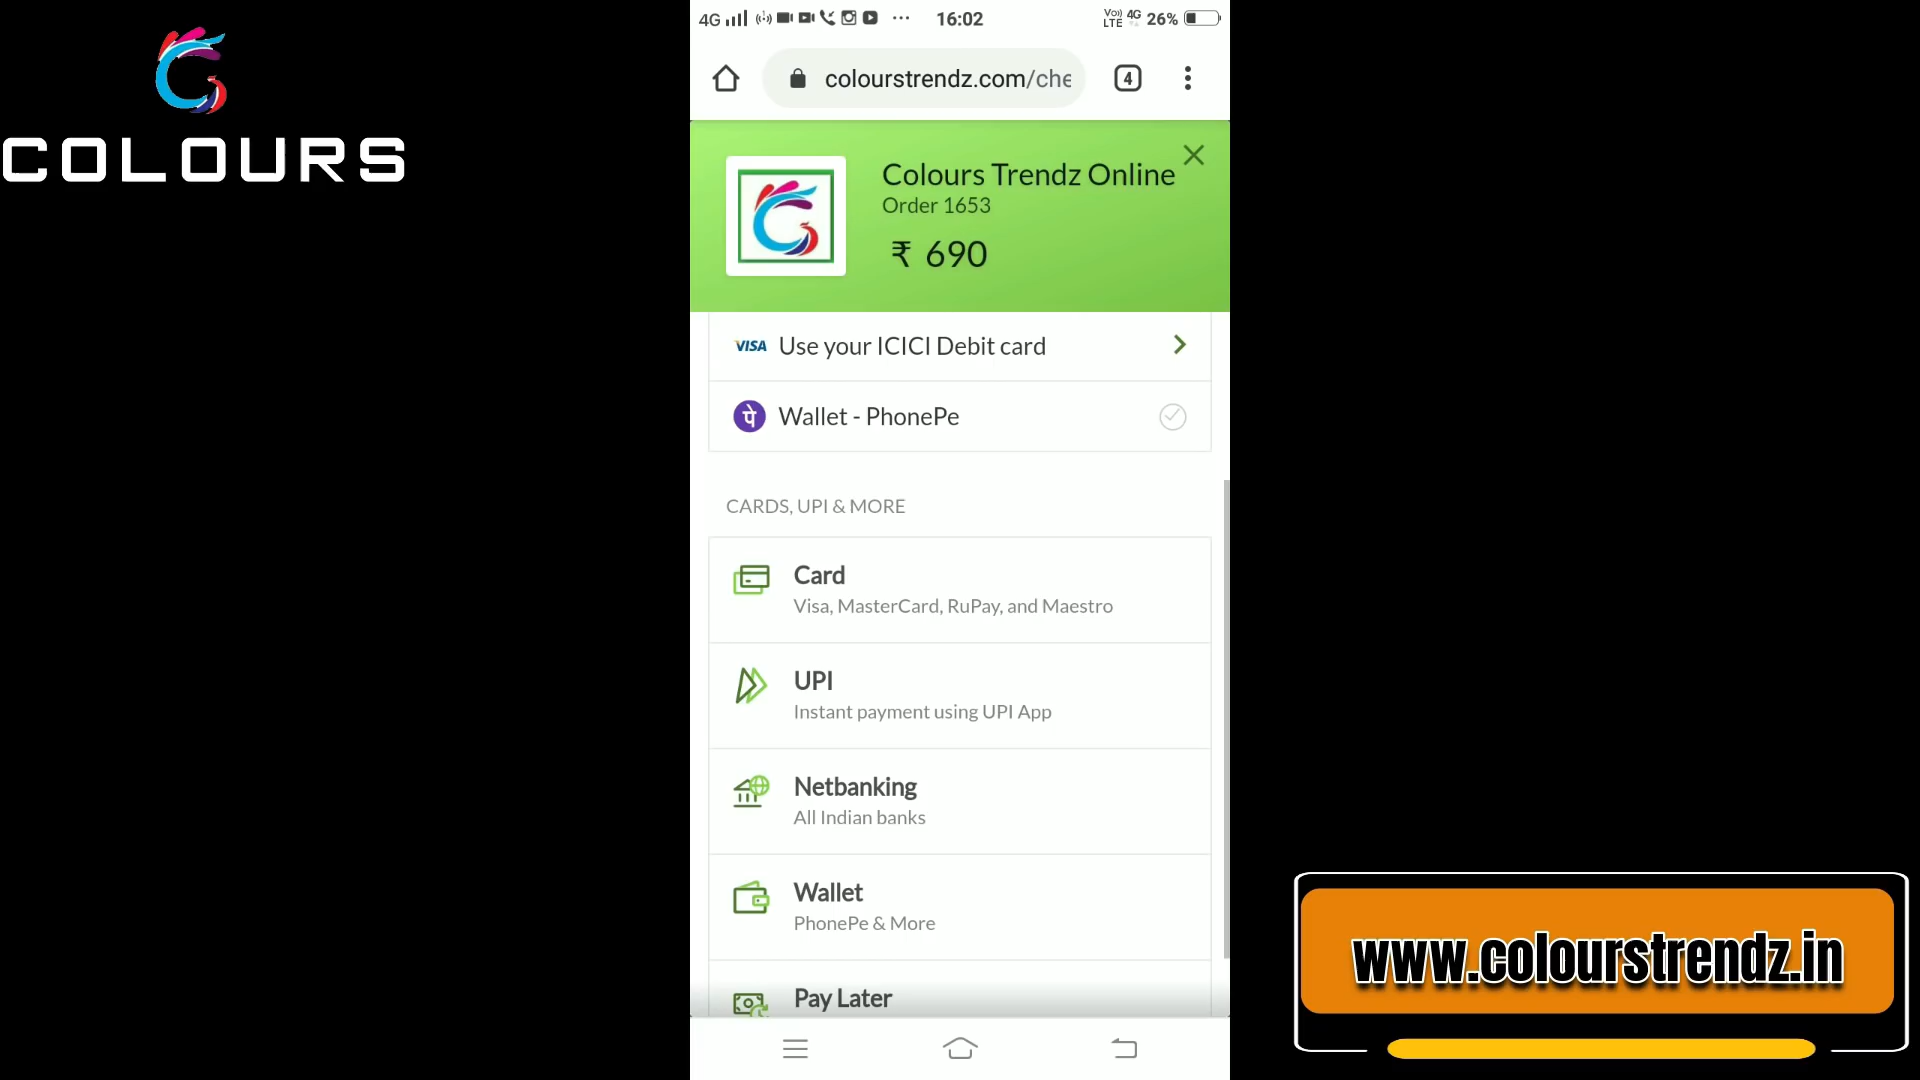 COLOURS
4G 16:02 Vo)) LTE 4G 26%
colourstrendz.com/che
4
Colours Trendz Online
Order 1653
₹ 690
VISA Use your ICICI Debit card
पे Wallet - PhonePe
CARDS, UPI & MORE
Card
Visa, MasterCard, RuPay, and Maestro
UPI
Instant payment using UPI App
Netbanking
All Indian banks
Wallet
PhonePe & More
Pay Later
www.colourstrendz.in